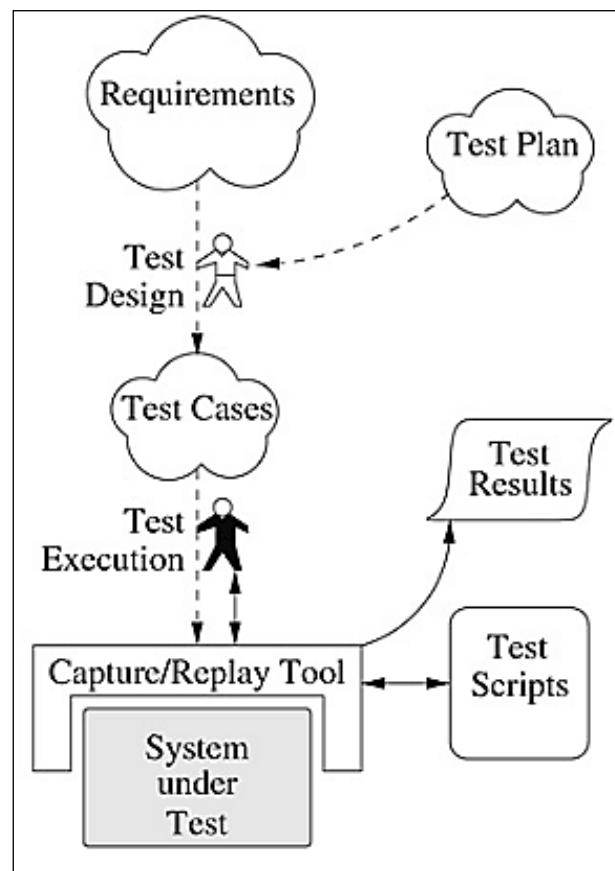 Requirements
Test Plan
Test
Design
Test Cases
Test
Results
Test
Execution
Capture/Replay Tool
Test
Scripts
System
under
Test